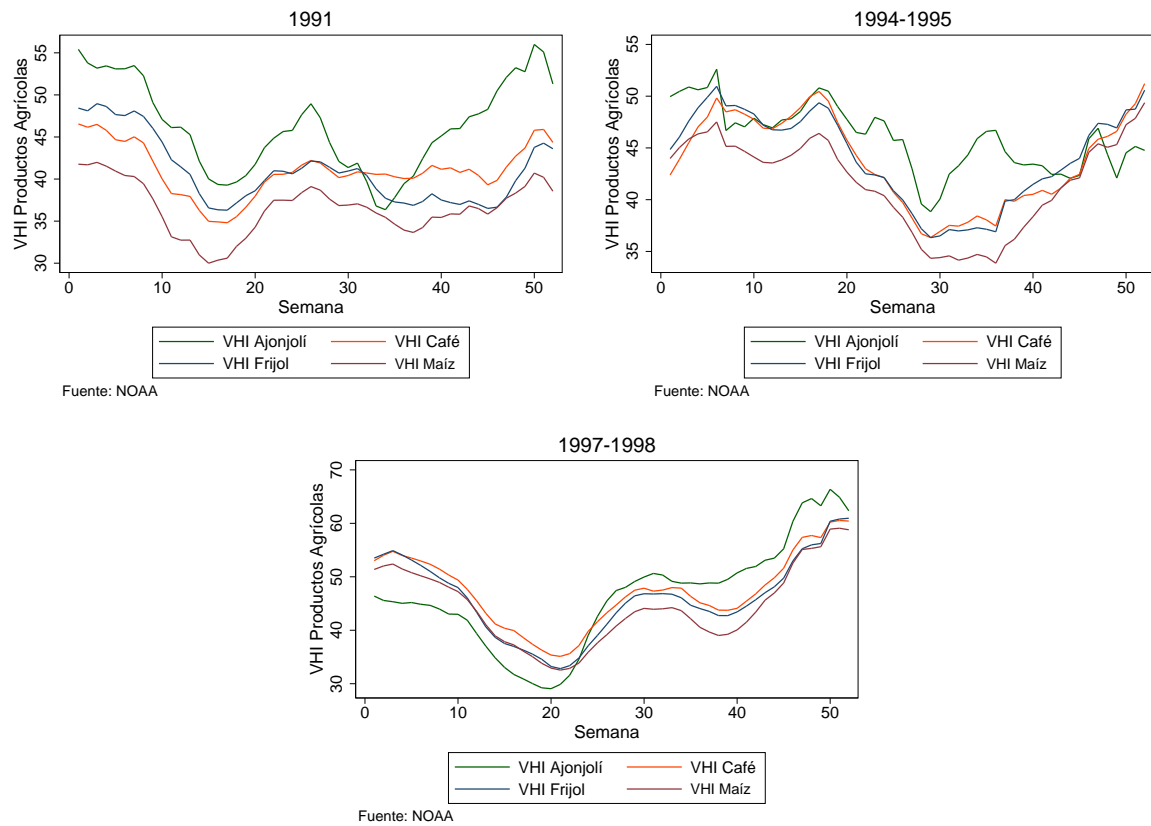 1991
VHI Productos Agrícolas
55
50
45
40
35
30
0 10 20 30 40 50
Semana
VHI Ajonjolí VHI Café
VHI Frijol VHI Maíz
Fuente: NOAA
1994-1995
VHI Productos Agrícolas
55
50
45
40
35
0 10 20 30 40 50
Semana
VHI Ajonjolí VHI Café
VHI Frijol VHI Maíz
Fuente: NOAA
1997-1998
VHI Productos Agrícolas
70
60
50
40
30
0 10 20 30 40 50
Semana
VHI Ajonjolí VHI Café
VHI Frijol VHI Maíz
Fuente: NOAA